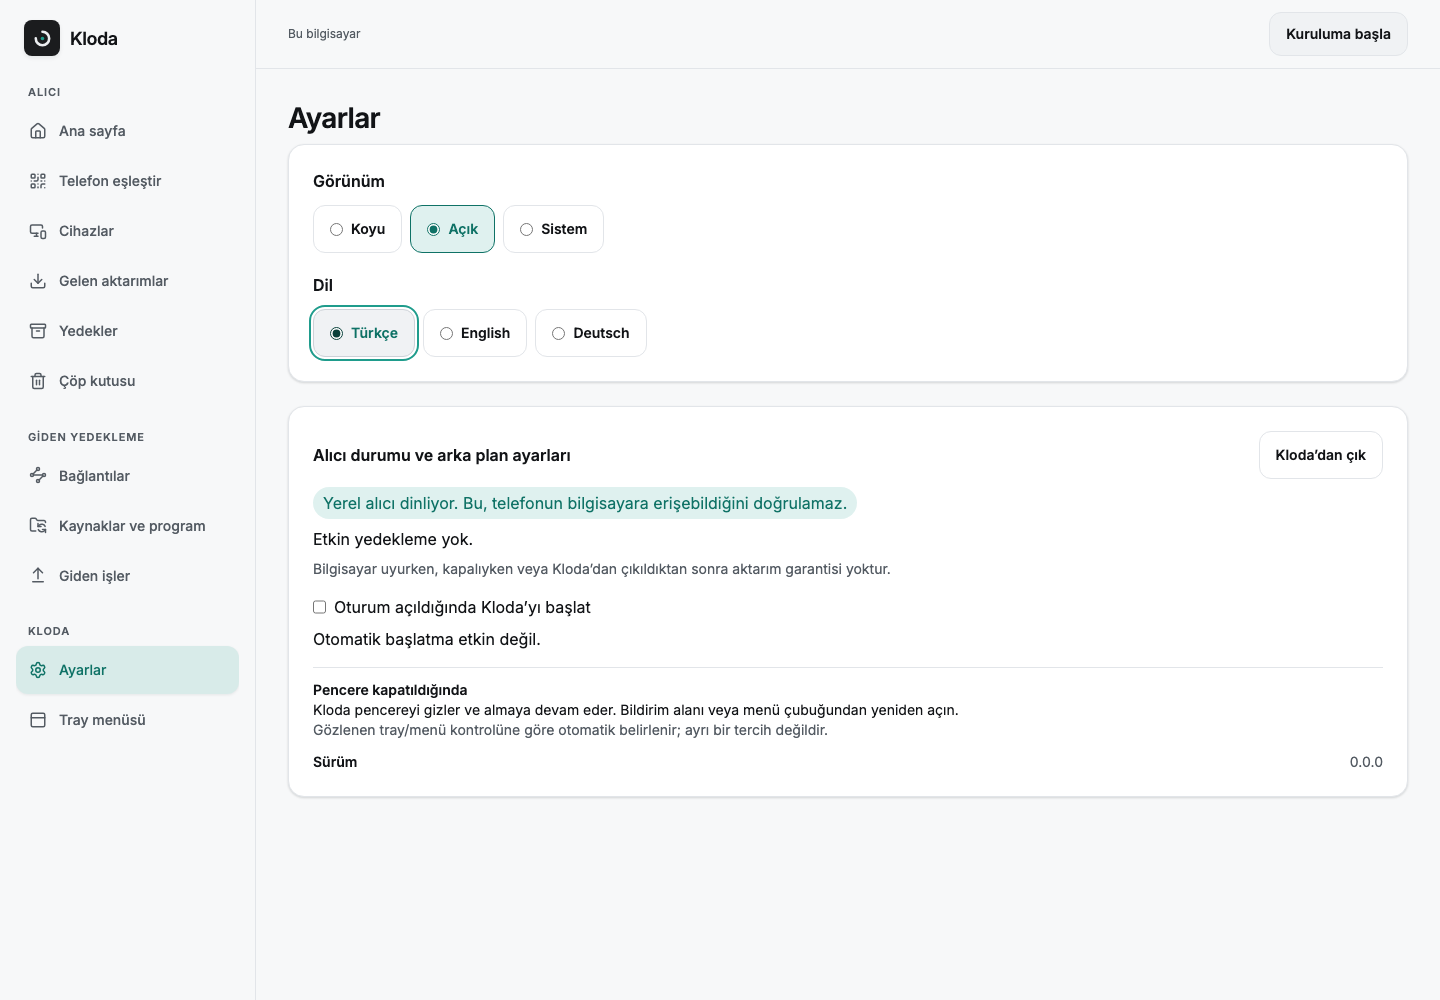 Kloda
ALICI
Ana sayfa
Telefon eşleştir
Cihazlar
Gelen aktarımlar
Yedekler
Çöp kutusu
GİDEN YEDEKLEME
Bağlantılar
Kaynaklar ve program
Giden işler
KLODA
Ayarlar
Tray menüsü
Bu bilgisayar
Kuruluma başla
Ayarlar
Görünüm
Koyu
Açık
Sistem
Dil
Türkçe
English
Deutsch
Alıcı durumu ve arka plan ayarları
Kloda’dan çık
Yerel alıcı dinliyor. Bu, telefonun bilgisayara erişebildiğini doğrulamaz.
Etkin yedekleme yok.
Bilgisayar uyurken, kapalıyken veya Kloda’dan çıkıldıktan sonra aktarım garantisi yoktur.
Oturum açıldığında Kloda’yı başlat
Otomatik başlatma etkin değil.
Pencere kapatıldığında
Kloda pencereyi gizler ve almaya devam eder. Bildirim alanı veya menü çubuğundan yeniden açın.
Gözlenen tray/menü kontrolüne göre otomatik belirlenir; ayrı bir tercih değildir.
Sürüm
0.0.0